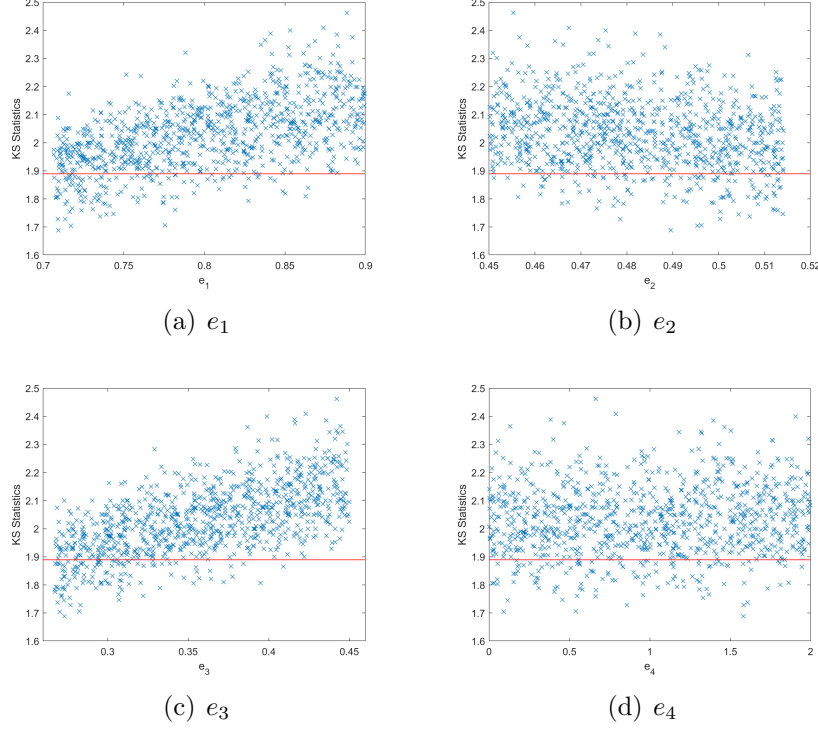 2.5
2.4
2.3
2.2
2.1
2
1.9
1.8
1.7
1.6
KS Statistics
0.7 0.75 0.8 0.85 0.9
e1
(a) e1
2.5
2.4
2.3
2.2
2.1
2
1.9
1.8
1.7
1.6
KS Statistics
0.45 0.46 0.47 0.48 0.49 0.5 0.51 0.52
e2
(b) e2
2.5
2.4
2.3
2.2
2.1
2
1.9
1.8
1.7
1.6
KS Statistics
0.3 0.35 0.4 0.45
e3
(c) e3
2.5
2.4
2.3
2.2
2.1
2
1.9
1.8
1.7
1.6
KS Statistics
0 0.5 1 1.5 2
e4
(d) e4